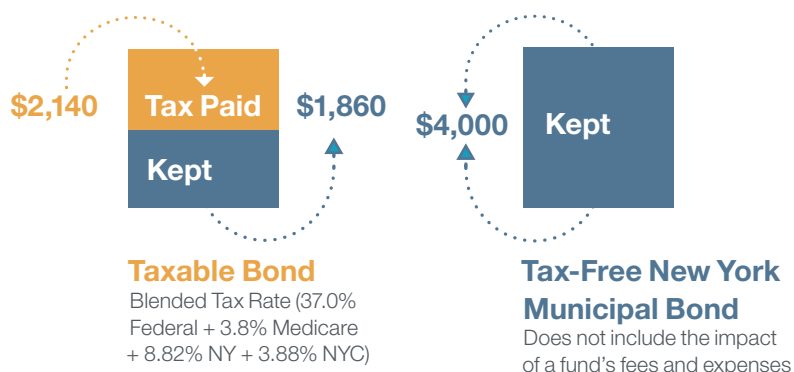 $2,140
Tax Paid
Kept
$1,860
Taxable Bond
Blended Tax Rate (37.0%
Federal + 3.8% Medicare
+ 8.82% NY + 3.88% NYC)
$4,000
Kept
Tax-Free New York
Municipal Bond
Does not include the impact
of a fund’s fees and expenses